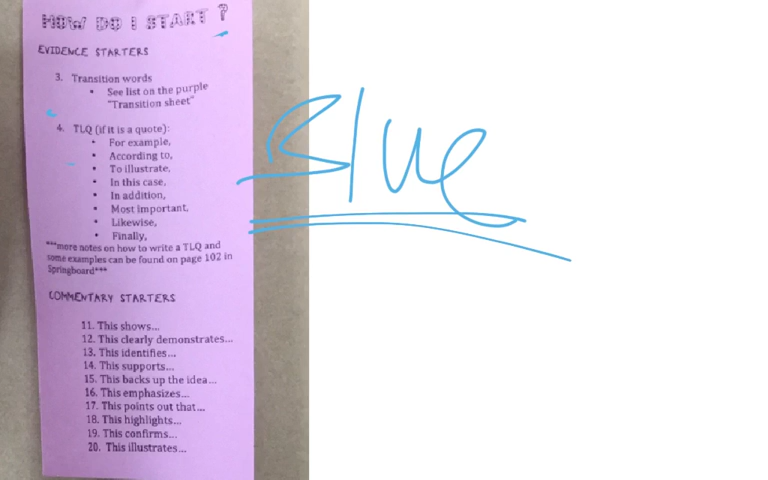 HOW DO I START?
EVIDENCE STARTERS
3. Transition words
• See list on the purple
"Transition sheet"
4. TLQ (if it is a quote):
• For example,
• According to,
• To illustrate,
• In this case,
• In addition,
• Most important,
• Likewise,
• Finally,
***more notes on how to write a TLQ and
some examples can be found on page 102 in
Springboard***
COMMENTARY STARTERS
11. This shows...
12. This clearly demonstrates...
13. This identifies...
14. This supports...
15. This backs up the idea...
16. This emphasizes...
17. This points out that...
18. This highlights...
19. This confirms...
20. This illustrates...
Blue